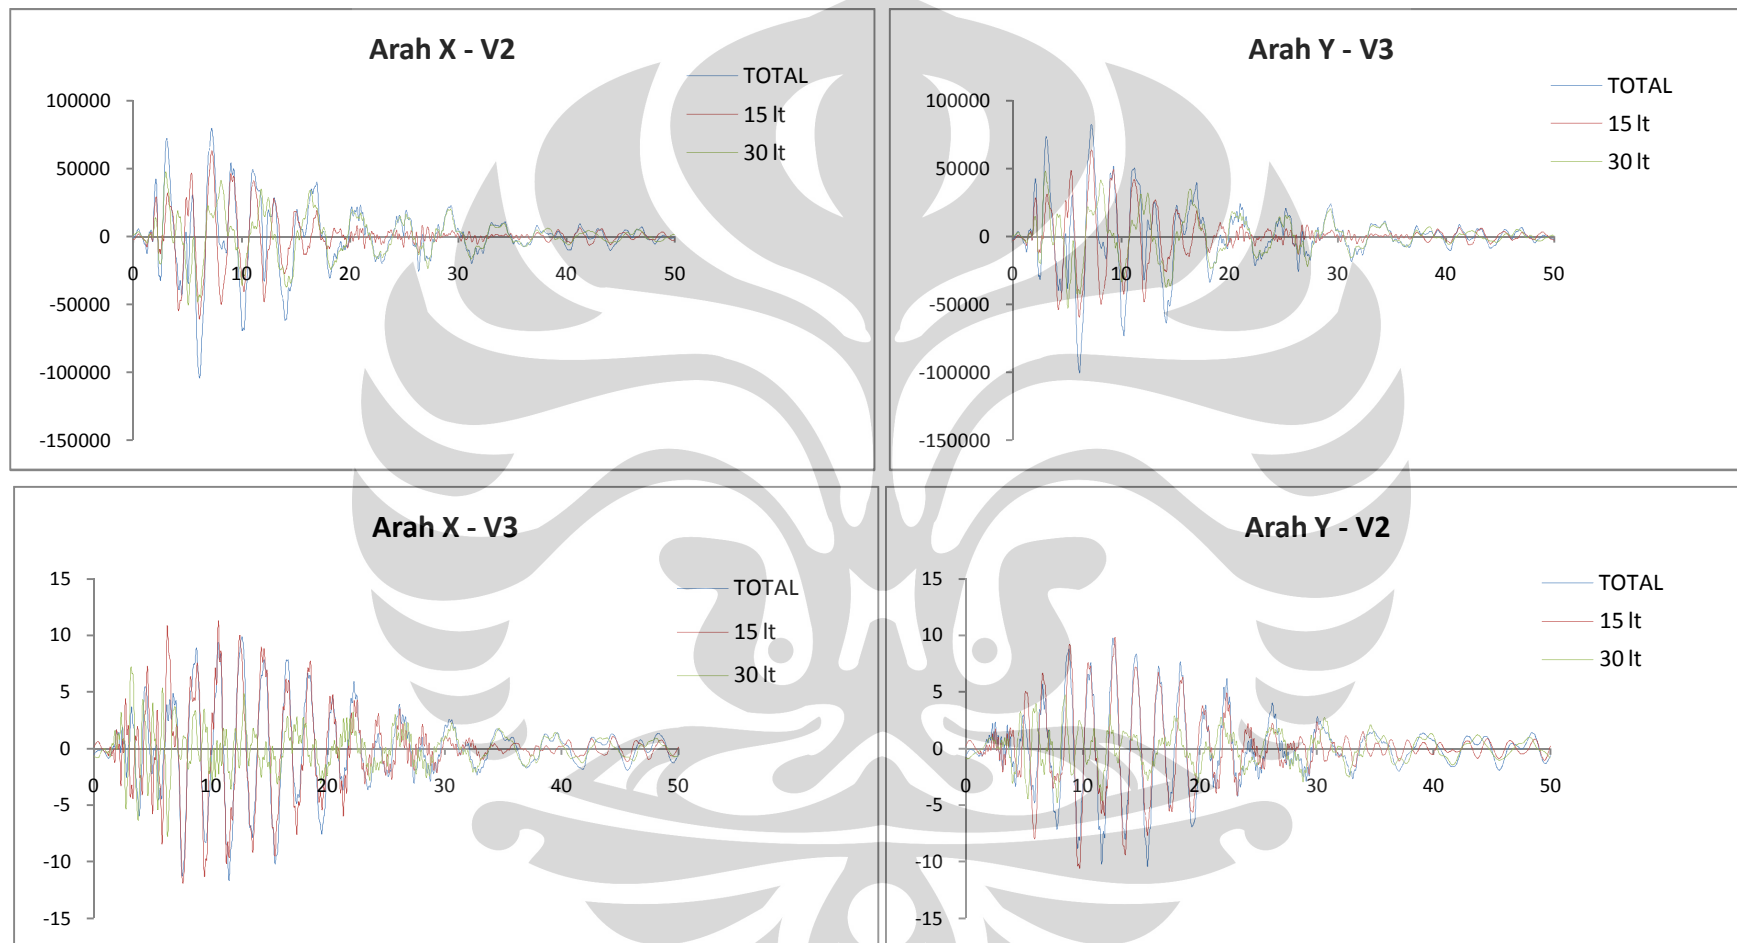 Arah X - V2
TOTAL
15 lt
30 lt
100000
50000
0
-50000
-100000
-150000
0 10 20 30 40 50
Arah Y - V3
TOTAL
15 lt
30 lt
100000
50000
0
-50000
-100000
-150000
0 10 20 30 40 50
Arah X - V3
TOTAL
15 lt
30 lt
15
10
5
0
-5
-10
-15
0 10 20 30 40 50
Arah Y - V2
TOTAL
15 lt
30 lt
15
10
5
0
-5
-10
-15
0 10 20 30 40 50